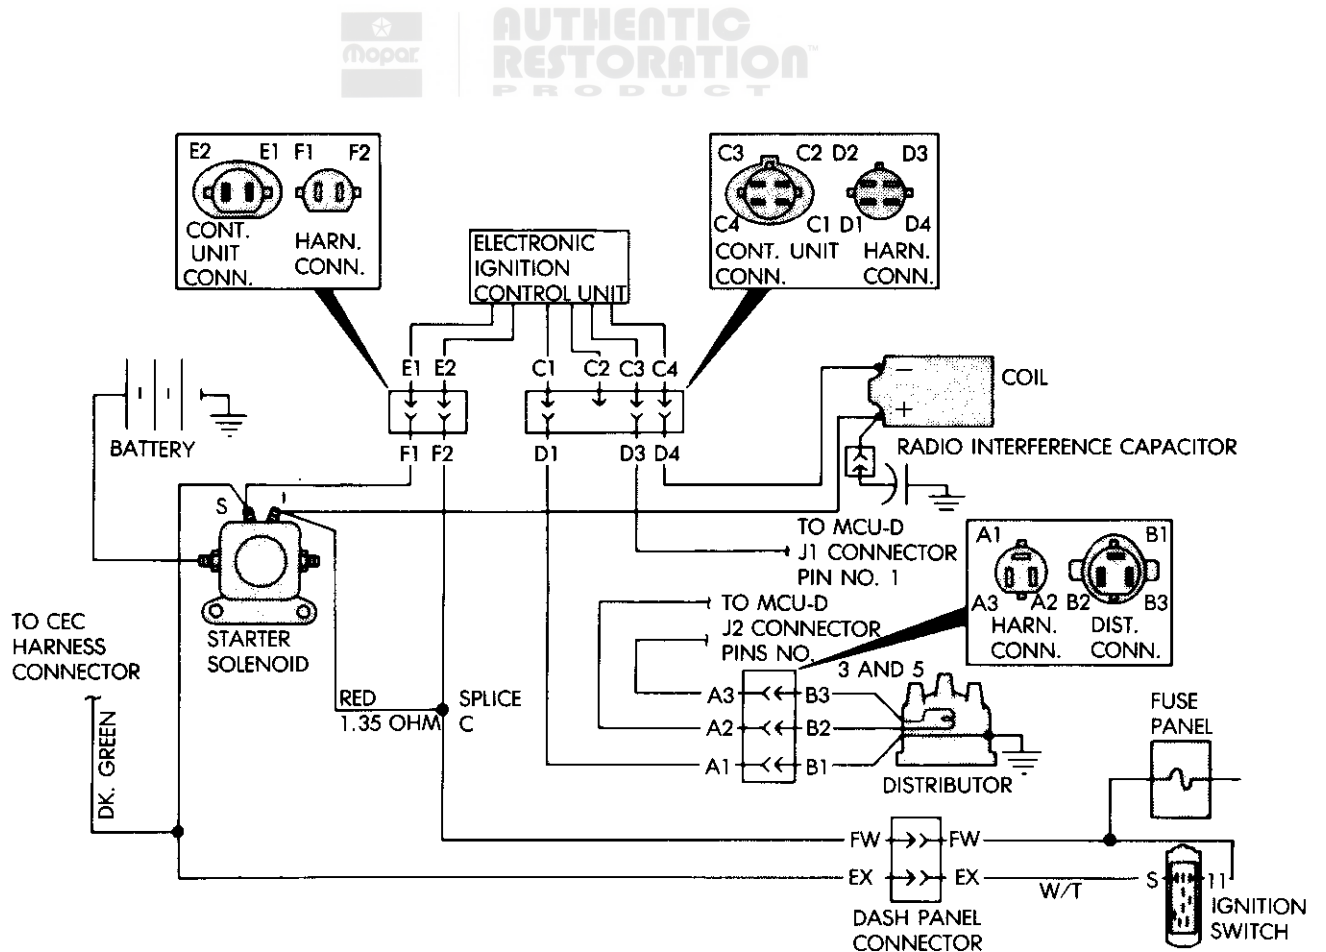 Mopar.
AUTHENTIC
RESTORATION™
PRODUCT
E2 E1 F1 F2
CONT.
UNIT
CONN.
HARN.
CONN.
C3 C2 D2 D3
C4 C1 D1 D4
CONT. UNIT
CONN.
HARN.
CONN.
ELECTRONIC
IGNITION
CONTROL UNIT
E1 E2 C1 C2 C3 C4
F1 F2 D1 D3 D4
BATTERY
− +
COIL
RADIO INTERFERENCE CAPACITOR
S I
STARTER
SOLENOID
TO MCU-D
J1 CONNECTOR
PIN NO. 1
TO MCU-D
J2 CONNECTOR
PINS NO.
3 AND 5
A1 B1
A3 A2 B2 B3
HARN.
CONN.
DIST.
CONN.
TO CEC
HARNESS
CONNECTOR
DK. GREEN
RED
1.35 OHM
SPLICE
C
A3 B3
A2 B2
A1 B1
DISTRIBUTOR
FUSE
PANEL
FW FW
EX EX
W/T
S 11
DASH PANEL
CONNECTOR
IGNITION
SWITCH